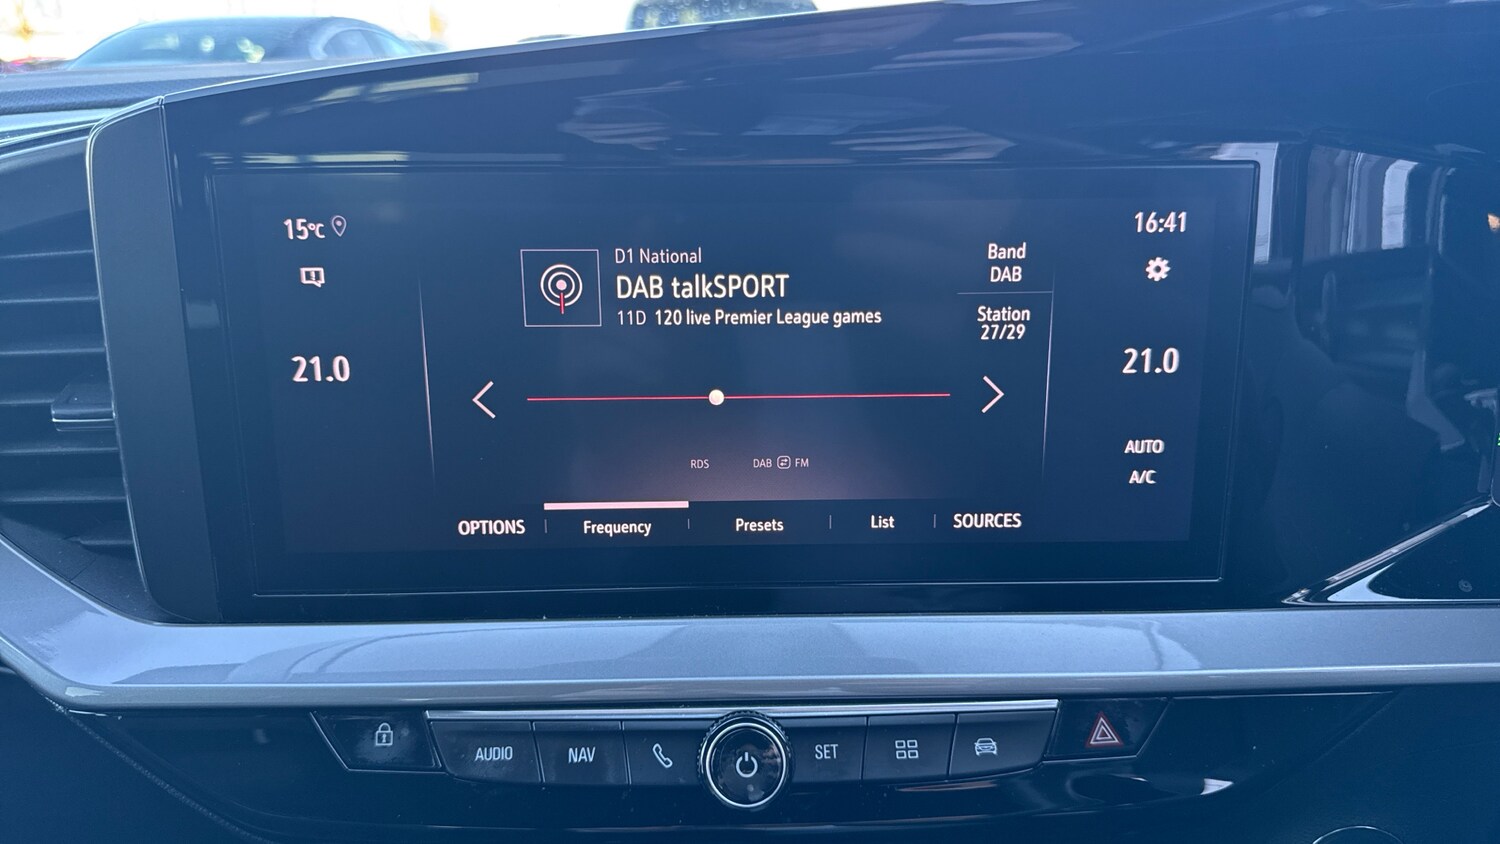 15°C
21.0
D1 National
DAB talkSPORT
11D 120 live Premier League games
Band
DAB
Station
27/29
16:41
21.0
AUTO
A/C
RDS
DAB FM
OPTIONS
Frequency
Presets
List
SOURCES
AUDIO
NAV
SET